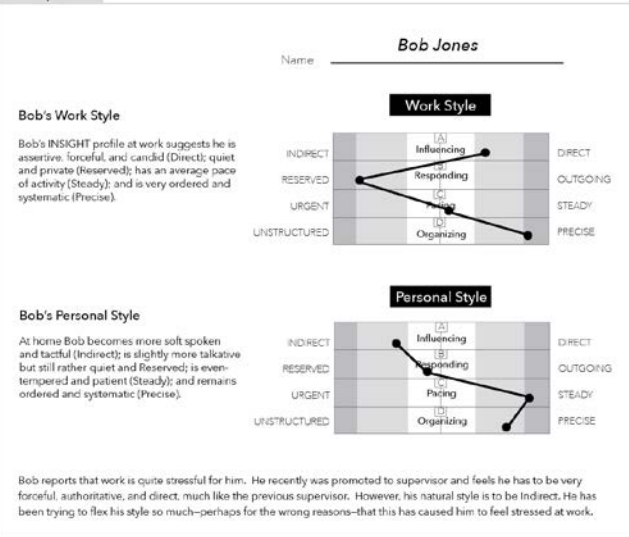 Name Bob Jones
Work Style
Bob's Work Style
Bob's INSIGHT profile at work suggests he is
assertive, forceful, and candid (Direct); quiet
and private (Reserved); has an average pace
of activity (Steady); and is very ordered and
systematic (Precise).
INDIRECT A Influencing DIRECT
RESERVED B Responding OUTGOING
URGENT C Pacing STEADY
UNSTRUCTURED D Organizing PRECISE
Personal Style
Bob's Personal Style
At home Bob becomes more soft spoken
and tactful (Indirect); is slightly more talkative
but still rather quiet and Reserved; is even-
tempered and patient (Steady); and remains
ordered and systematic (Precise).
INDIRECT A Influencing DIRECT
RESERVED B Responding OUTGOING
URGENT C Pacing STEADY
UNSTRUCTURED D Organizing PRECISE
Bob reports that work is quite stressful for him. He recently was promoted to supervisor and feels he has to be very
forceful, authoritative, and direct, much like the previous supervisor. However, his natural style is to be Indirect. He has
been trying to flex his style so much—perhaps for the wrong reasons—that this has caused him to feel stressed at work.